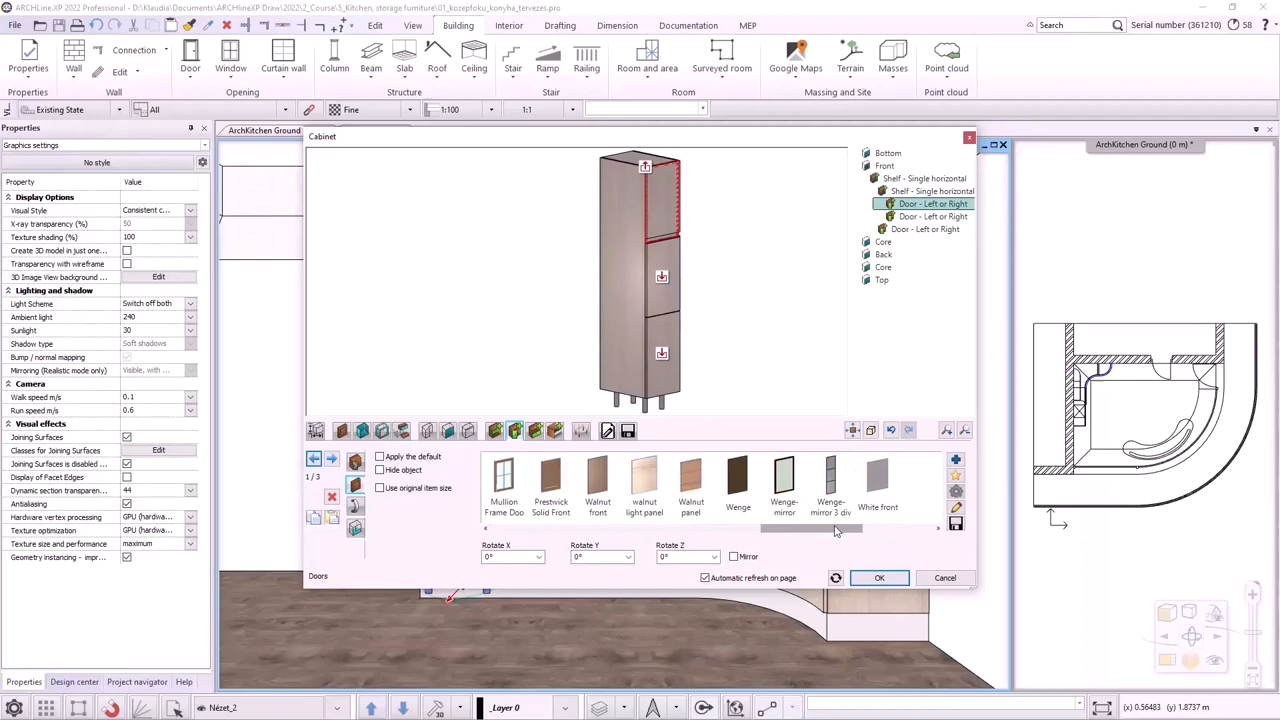 ARCHLine.XP 2022 Professional - F:\Klaudia\Documents\ARCHlineXP Draw\2022\2_Course\5_Kitchen, storage furniture\01_kozepfoku_konyha_tervezes.pro
File
Edit
View
Building
Interior
Drafting
Dimension
Documentation
MEP
Search
Serial number (361210)
58
Properties
Wall
Connection
Edit
Door
Window
Curtain wall
Column
Beam
Slab
Roof
Ceiling
Stair
Ramp
Railing
Room and area
Surveyed room
Google Maps
Terrain
Masses
Point cloud
Properties
Wall
Opening
Structure
Stair
Room
Massing and Site
Point cloud
Existing State
All
Fine
1:100
1:1
Properties
ArchKitchen Ground
ArchKitchen Ground (0 m) *
Graphics settings
No style
Property Value
Display Options
Visual Style Consistent c...
X-ray transparency (%) 50
Texture shading (%) 100
Create 3D model in just one...
Transparency with wireframe
3D Image View background ... Edit
Lighting and shadow
Light Scheme Switch off both
Ambient light 240
Sunlight 30
Shadow type Soft shadows
Bump / normal mapping
Mirroring (Realistic mode only) Visible, with ...
Camera
Walk speed m/s 0.1
Run speed m/s 0.6
Visual effects
Joining Surfaces
Classes for Joining Surfaces Edit
Joining Surfaces is disabled ...
Display of Facet Edges
Dynamic section transparen... 44
Antialiasing
Hardware vertex processing GPU (hardwa...
Texture optimization GPU (hardwa...
Texture size and performance maximum
Geometry instancing - impr...
Cabinet
Bottom
Front
Shelf - Single horizontal
Shelf - Single horizontal
Door - Left or Right
Door - Left or Right
Door - Left or Right
Core
Back
Core
Top
1 / 3
Apply the default
Hide object
Use original item size
Mullion Frame Doo
Prestwick Solid Front
Walnut front
walnut light panel
Walnut panel
Wenge
Wenge-mirror
Wenge-mirror 3 div
White front
Rotate X
Rotate Y
Rotate Z
0°
0°
0°
Mirror
Doors
Automatic refresh on page
OK
Cancel
Properties
Design center
Project navigator
Help
Nézet_2
30
_Layer 0
(x) 0.56483 (y) 1.8737 m